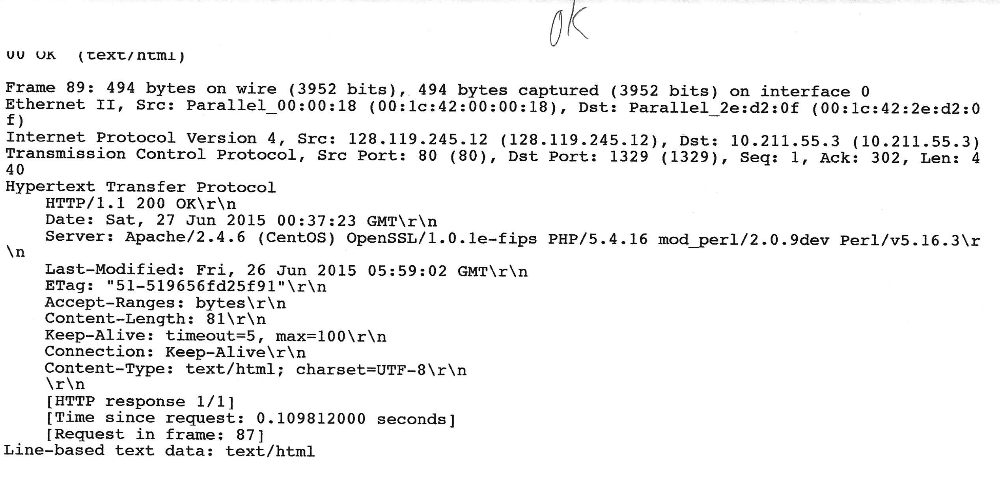 OK
00 OK  (text/html)
Frame 89: 494 bytes on wire (3952 bits), 494 bytes captured (3952 bits) on interface 0
Ethernet II, Src: Parallel_00:00:18 (00:1c:42:00:00:18), Dst: Parallel_2e:d2:0f (00:1c:42:2e:d2:0
f)
Internet Protocol Version 4, Src: 128.119.245.12 (128.119.245.12), Dst: 10.211.55.3 (10.211.55.3)
Transmission Control Protocol, Src Port: 80 (80), Dst Port: 1329 (1329), Seq: 1, Ack: 302, Len: 4
40
Hypertext Transfer Protocol
    HTTP/1.1 200 OK\r\n
    Date: Sat, 27 Jun 2015 00:37:23 GMT\r\n
    Server: Apache/2.4.6 (CentOS) OpenSSL/1.0.1e-fips PHP/5.4.16 mod_perl/2.0.9dev Perl/v5.16.3\r
\n
    Last-Modified: Fri, 26 Jun 2015 05:59:02 GMT\r\n
    ETag: "51-519656fd25f91"\r\n
    Accept-Ranges: bytes\r\n
    Content-Length: 81\r\n
    Keep-Alive: timeout=5, max=100\r\n
    Connection: Keep-Alive\r\n
    Content-Type: text/html; charset=UTF-8\r\n
    \r\n
    [HTTP response 1/1]
    [Time since request: 0.109812000 seconds]
    [Request in frame: 87]
Line-based text data: text/html